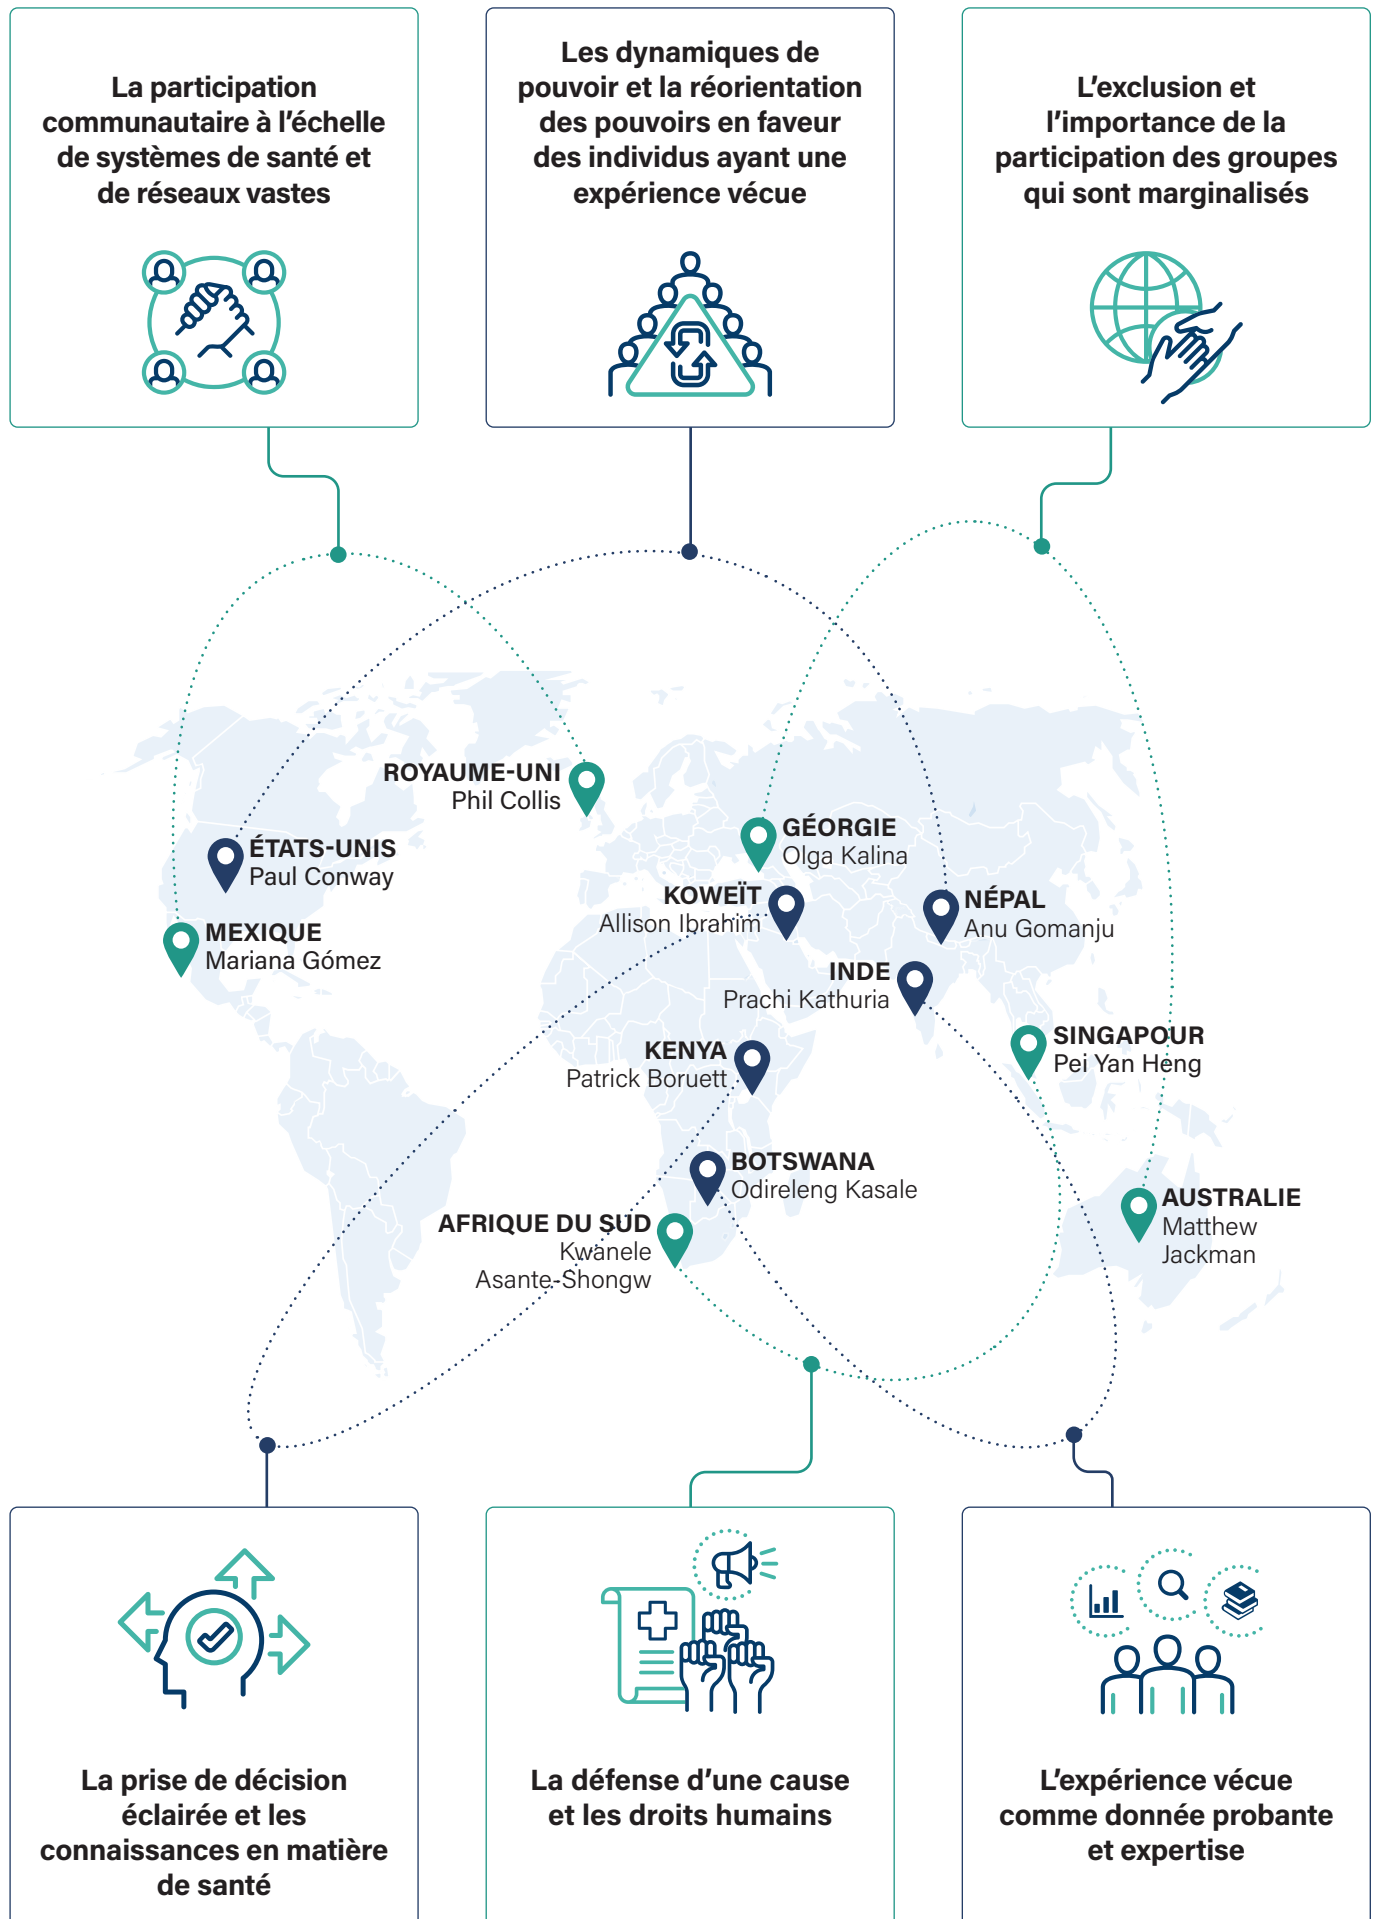 La participation
communautaire à l’échelle
de systèmes de santé et
de réseaux vastes
Les dynamiques de
pouvoir et la réorientation
des pouvoirs en faveur
des individus ayant une
expérience vécue
L’exclusion et
l’importance de la
participation des groupes
qui sont marginalisés
ROYAUME-UNI
Phil Collis
ÉTATS-UNIS
Paul Conway
MEXIQUE
Mariana Gómez
GÉORGIE
Olga Kalina
KOWEÏT
Allison Ibrahim
NÉPAL
Anu Gomanju
INDE
Prachi Kathuria
KENYA
Patrick Boruett
SINGAPOUR
Pei Yan Heng
BOTSWANA
Odireleng Kasale
AFRIQUE DU SUD
Kwanele
Asante-Shongw
AUSTRALIE
Matthew
Jackman
La prise de décision
éclairée et les
connaissances en matière
de santé
La défense d’une cause
et les droits humains
L’expérience vécue
comme donnée probante
et expertise